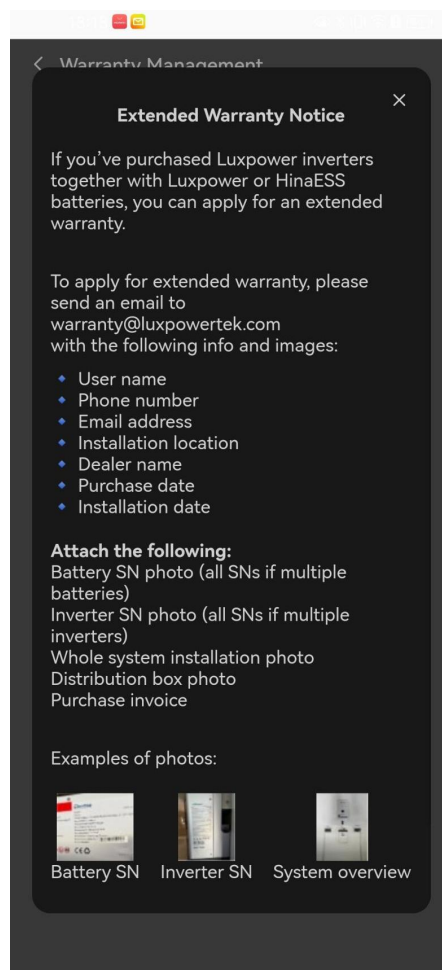 Warranty Management
Extended Warranty Notice
If you’ve purchased Luxpower inverters
together with Luxpower or HinaESS
batteries, you can apply for an extended
warranty.
To apply for extended warranty, please
send an email to
warranty@luxpowertek.com
with the following info and images:
User name
Phone number
Email address
Installation location
Dealer name
Purchase date
Installation date
Attach the following:
Battery SN photo (all SNs if multiple
batteries)
Inverter SN photo (all SNs if multiple
inverters)
Whole system installation photo
Distribution box photo
Purchase invoice
Examples of photos:
Battery SN
Inverter SN
System overview